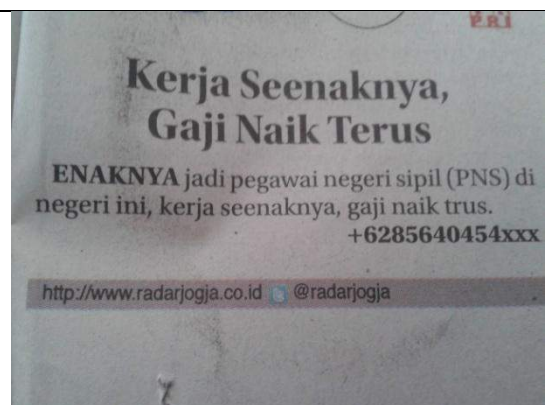 P.R.I
Kerja Seenaknya,
Gaji Naik Terus
ENAKNYA jadi pegawai negeri sipil (PNS) di
negeri ini, kerja seenaknya, gaji naik trus.
+6285640454xxx
http://www.radarjogja.co.id @radarjogja